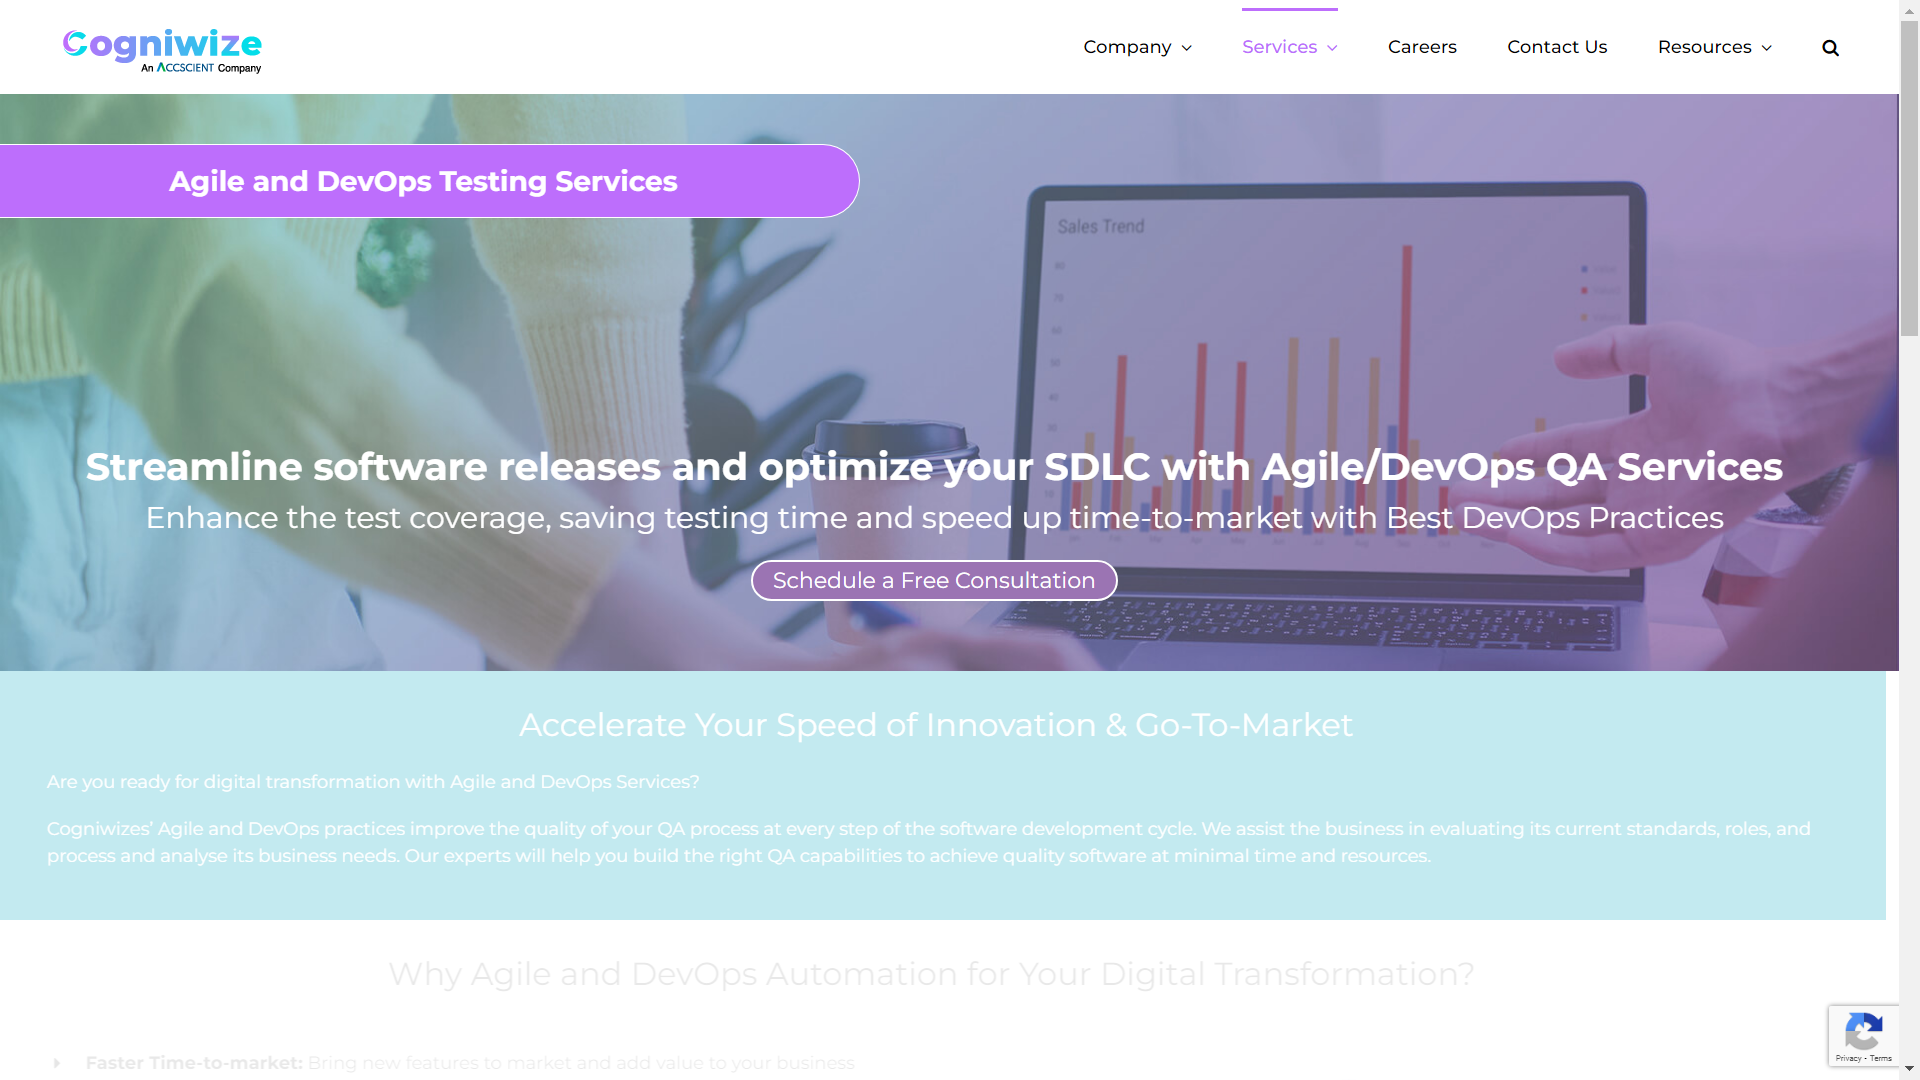 Cogniwize
An ACCSCIENT Company
Company
Services
Careers
Contact Us
Resources
Agile and DevOps Testing Services
Sales Trend
Streamline software releases and optimize your SDLC with Agile/DevOps QA Services
Enhance the test coverage, saving testing time and speed up time-to-market with Best DevOps Practices
Schedule a Free Consultation
Accelerate Your Speed of Innovation & Go-To-Market
Are you ready for digital transformation with Agile and DevOps Services?
Cogniwizes’ Agile and DevOps practices improve the quality of your QA process at every step of the software development cycle. We assist the business in evaluating its current standards, roles, and
process and analyse its business needs. Our experts will help you build the right QA capabilities to achieve quality software at minimal time and resources.
Why Agile and DevOps Automation for Your Digital Transformation?
Faster Time-to-market: Bring new features to market and add value to your business
Privacy - Terms